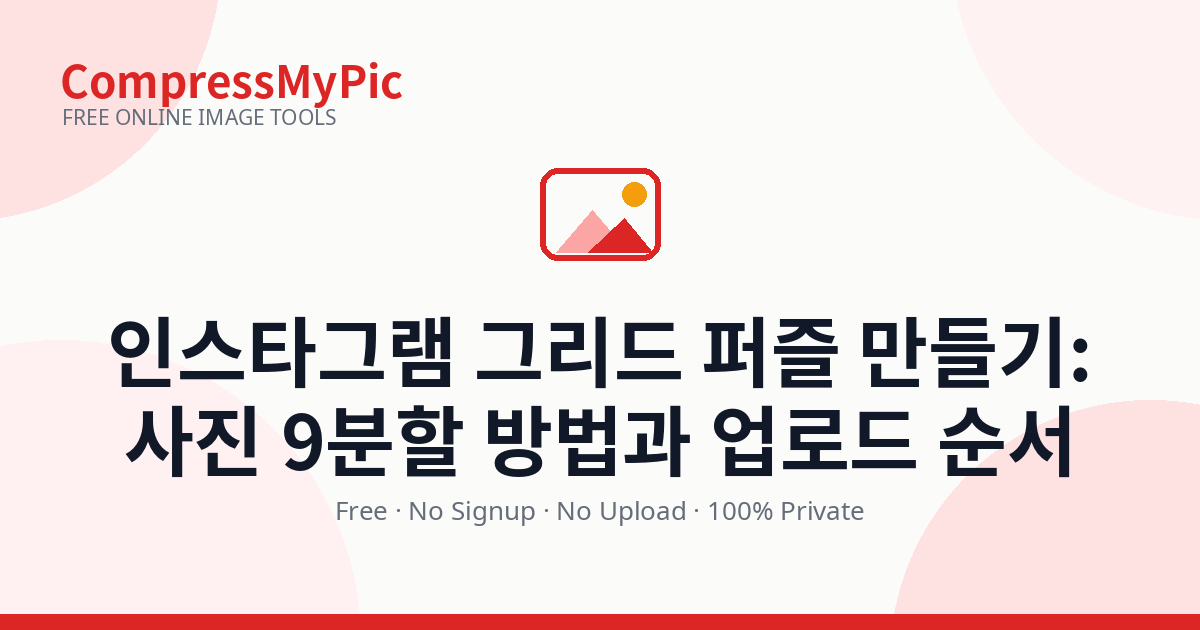 CompressMyPic
FREE ONLINE IMAGE TOOLS
인스타그램 그리드 퍼즐 만들기:
사진 9분할 방법과 업로드 순서
Free · No Signup · No Upload · 100% Private